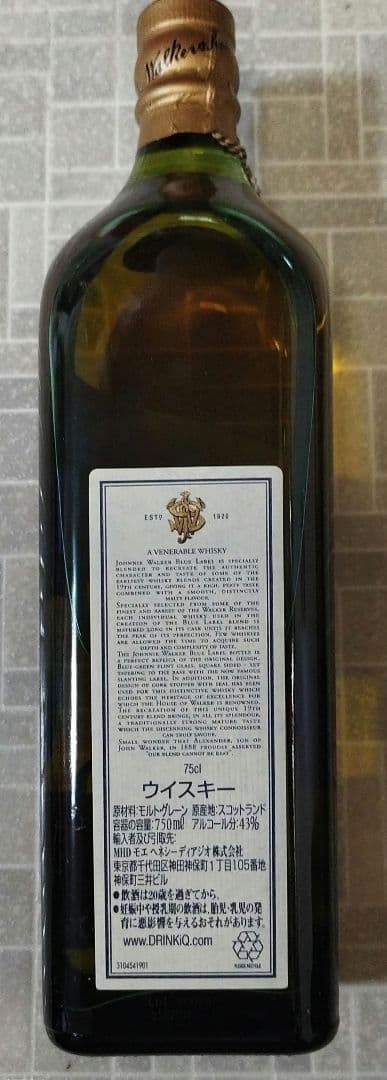 Walker
ESTD 1820
A VENERABLE WHISKY
JOHNNIE WALKER BLUE LABEL IS SPECIALLY
BLENDED TO RECREATE THE AUTHENTIC
CHARACTER AND TASTE OF SOME OF THE
EARLIEST WHISKY BLENDS CREATED IN THE
19TH CENTURY, GIVING IT A RICH, PEATY TASTE
COMBINED WITH A SMOOTH, DISTINCTLY
MALTY FLAVOUR.
SPECIALLY SELECTED FROM SOME OF THE
FINEST AND RAREST OF THE WALKER RESERVES,
EACH INDIVIDUAL WHISKY USED IN THE
CREATION OF THE BLUE LABEL BLEND IS
MATURED LONG IN ITS CASK UNTIL IT REACHES
THE PEAK OF ITS PERFECTION. FEW WHISKIES
ARE ALLOWED THE TIME TO ACQUIRE SUCH
DEPTH AND COMPLEXITY OF TASTE.
THE JOHNNIE WALKER BLUE LABEL BOTTLE IS
A PERFECT REPLICA OF THE ORIGINAL DESIGN,
BLUE-GREEN FLINT GLASS, SQUARE SIDED - YET
TAPERING TO THE BASE WITH THE NOW FAMOUS
SLANTING LABEL. IN ADDITION, THE ORIGINAL
DESIGN OF CORK STOPPER WITH SEAL HAS BEEN
USED FOR THIS DISTINCTIVE WHISKY WHICH
ECHOES THE HERITAGE OF EXCELLENCE FOR
WHICH THE HOUSE OF WALKER IS RENOWNED.
THE RECREATION OF THIS UNIQUE 19TH
CENTURY BLEND BRINGS, IN ALL ITS SPLENDOUR,
A TRADITIONALLY STRONG MATURE TASTE
WHICH THE DISCERNING WHISKY CONNOISSEUR
CAN TRULY SAVOUR.
SMALL WONDER THAT ALEXANDER, SON OF
JOHN WALKER, IN 1888 PROUDLY ASSERTED
"OUR BLEND CANNOT BE BEAT".
75cl
ウイスキー
原材料:モルト・グレーン 原産地:スコットランド
容器の容量:750ml アルコール分:43%
輸入者及び引取先:
MHD モエ ヘネシー ディアジオ 株式会社
東京都千代田区神田神保町1丁目105番地
神保町三井ビル
●飲酒は20歳を過ぎてから。
●妊娠中や授乳期の飲酒は、胎児・乳児の発
育に悪影響を与えるおそれがあります。
www.DRINKiQ.com
PLEASE RECYCLE
3104541901